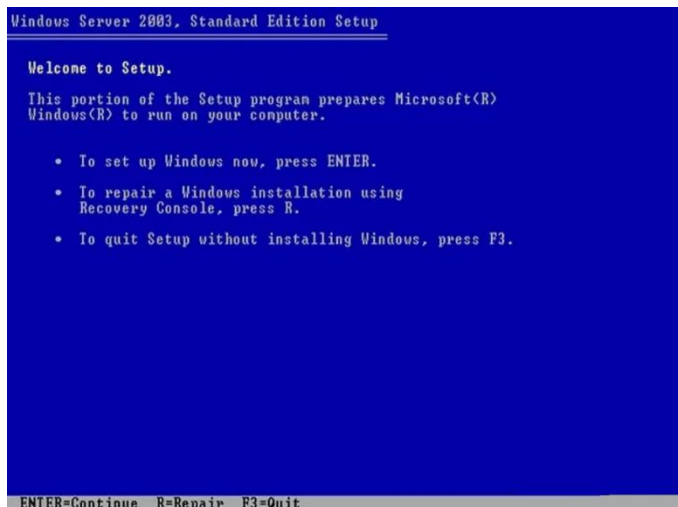 Windows Server 2003, Standard Edition Setup
Welcome to Setup.
This portion of the Setup program prepares Microsoft(R)
Windows(R) to run on your computer.
• To set up Windows now, press ENTER.
• To repair a Windows installation using
Recovery Console, press R.
• To quit Setup without installing Windows, press F3.
ENTER=Continue R=Repair F3=Quit